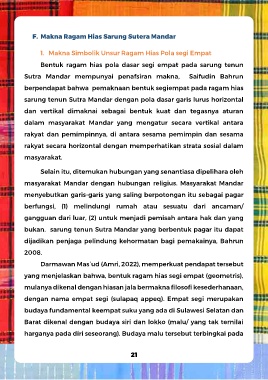 F. Makna Ragam Hias Sarung Sutera Mandar
1. Makna Simbolik Unsur Ragam Hias Pola segi Empat
Bentuk ragam hias pola dasar segi empat pada sarung tenun
Sutra Mandar mempunyai penafsiran makna, Saifudin Bahrun
berpendapat bahwa pemaknaan bentuk segiempat pada ragam hias
sarung tenun Sutra Mandar dengan pola dasar garis lurus horizontal
dan vertikal dimaknai sebagai bentuk kuat dan tegasnya aturan
dalam masyarakat Mandar yang mengatur secara vertikal antara
rakyat dan pemimpinnya, di antara sesama pemimpin dan sesama
rakyat secara horizontal dengan memperhatikan strata sosial dalam
masyarakat.
Selain itu, ditemukan hubungan yang senantiasa dipelihara oleh
masyarakat Mandar dengan hubungan religius. Masyarakat Mandar
menyebutkan garis-garis yang saling berpotongan itu sebagai pagar
berfungsi, (1) melindungi rumah atau sesuatu dari ancaman/
gangguan dari luar, (2) untuk menjadi pemisah antara hak dan yang
bukan. sarung tenun Sutra Mandar yang berbentuk pagar itu dapat
dijadikan penjaga pelindung kehormatan bagi pemakainya, Bahrun
2008.
Darmawan Mas'ud (Amri, 2022), memperkuat pendapat tersebut
yang menjelaskan bahwa, bentuk ragam hias segi empat (geometris),
mulanya dikenal dengan hiasan jala bermakna filosofi kesederhanaan,
dengan nama empat segi (sulapaq appeq). Empat segi merupakan
budaya fundamental keempat suku yang ada di Sulawesi Selatan dan
Barat dikenal dengan budaya siri dan lokko (malu/ yang tak ternilai
harganya pada diri seseorang). Budaya malu tersebut terbingkai pada
21